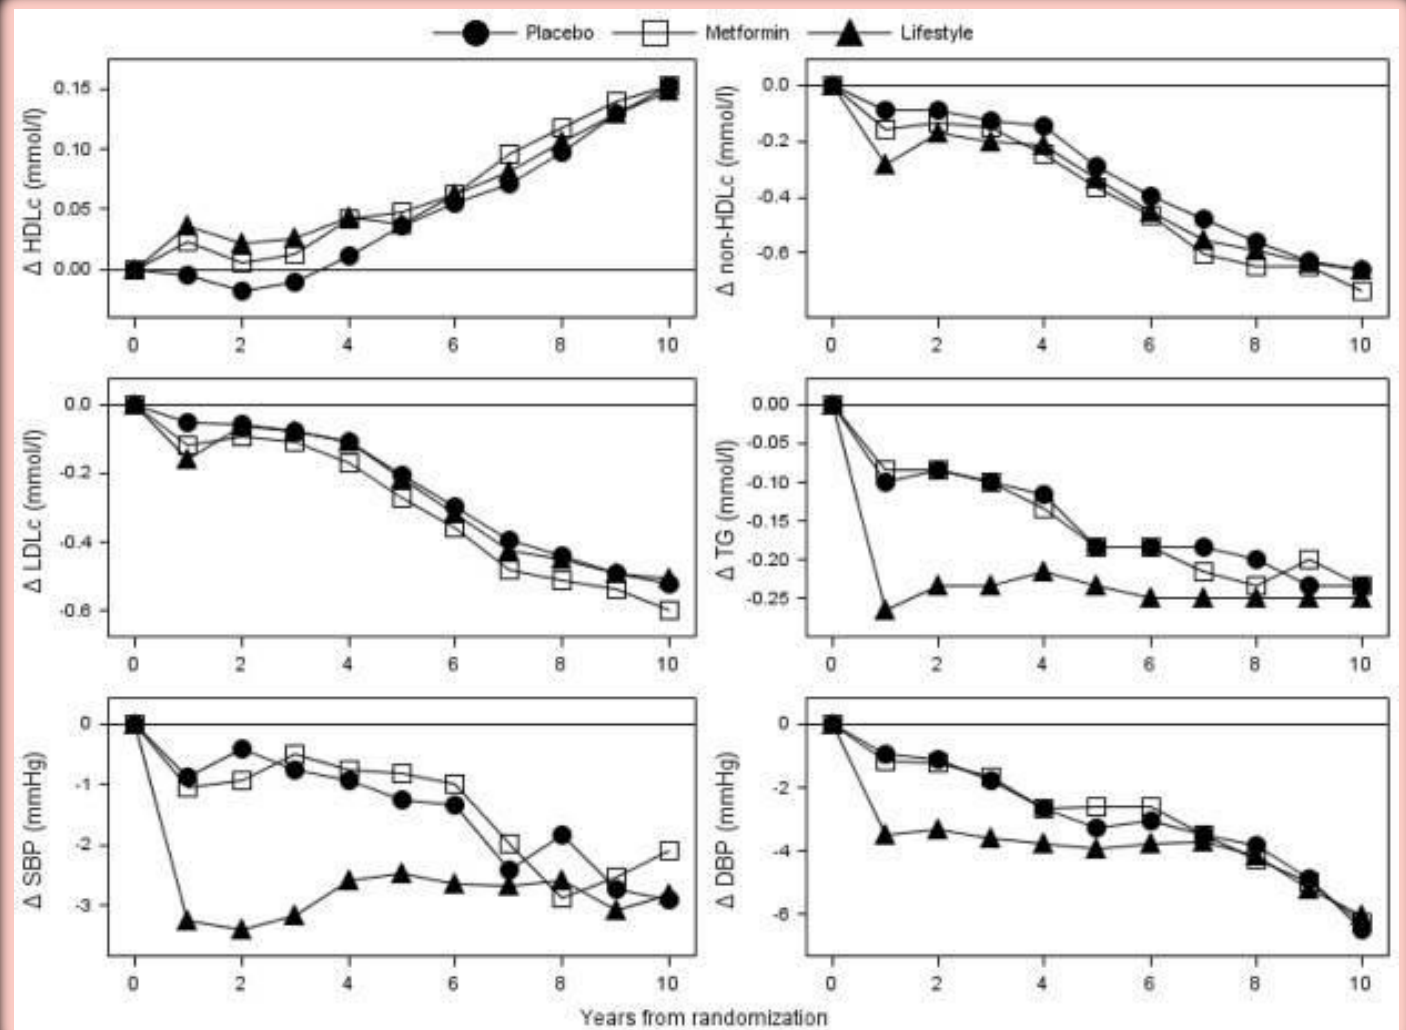 Placebo Metformin Lifestyle
Δ HDLc (mmol/l)
0.15
0.10
0.05
0.00
0 2 4 6 8 10
Δ non-HDLc (mmol/l)
0.0
-0.2
-0.4
-0.6
0 2 4 6 8 10
Δ LDLc (mmol/l)
0.0
-0.2
-0.4
-0.6
0 2 4 6 8 10
Δ TG (mmol/l)
0.00
-0.05
-0.10
-0.15
-0.20
-0.25
0 2 4 6 8 10
Δ SBP (mmHg)
0
-1
-2
-3
0 2 4 6 8 10
Δ DBP (mmHg)
0
-2
-4
-6
0 2 4 6 8 10
Years from randomization